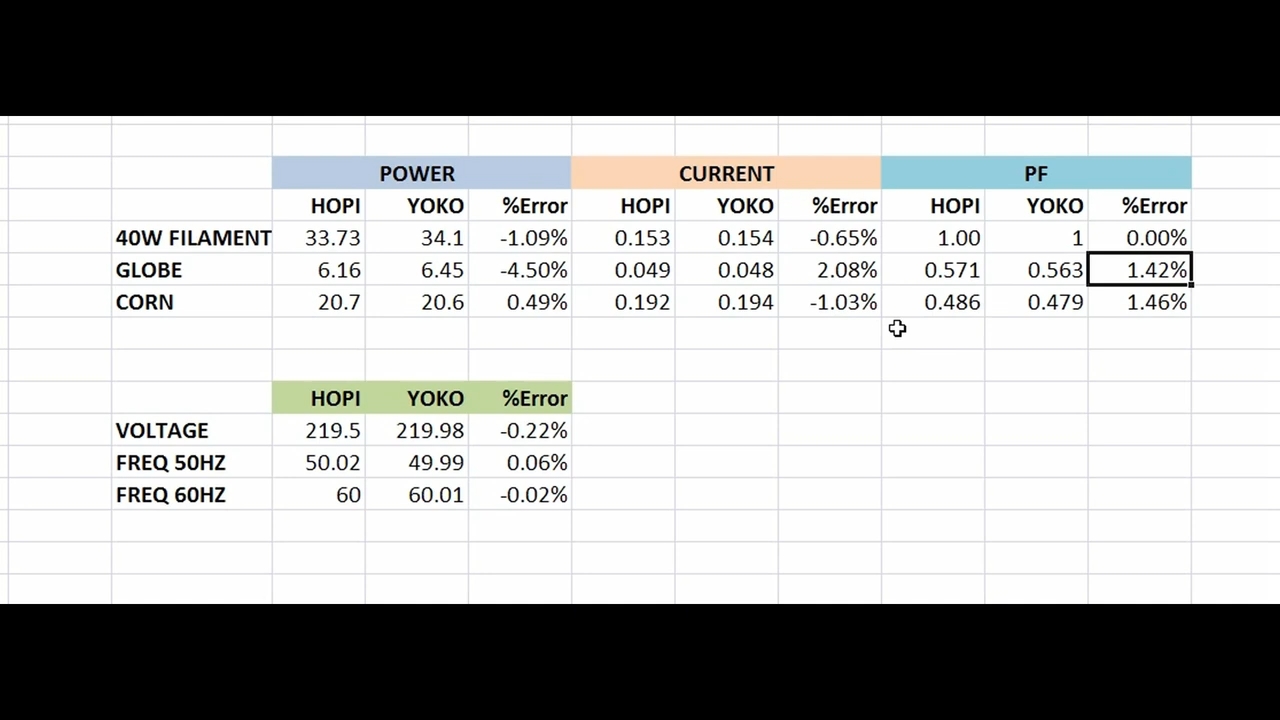 POWER CURRENT PF
HOPI YOKO %Error HOPI YOKO %Error HOPI YOKO %Error
40W FILAMENT 33.73 34.1 -1.09% 0.153 0.154 -0.65% 1.00 1 0.00%
GLOBE 6.16 6.45 -4.50% 0.049 0.048 2.08% 0.571 0.563 1.42%
CORN 20.7 20.6 0.49% 0.192 0.194 -1.03% 0.486 0.479 1.46%
HOPI YOKO %Error
VOLTAGE 219.5 219.98 -0.22%
FREQ 50HZ 50.02 49.99 0.06%
FREQ 60HZ 60 60.01 -0.02%